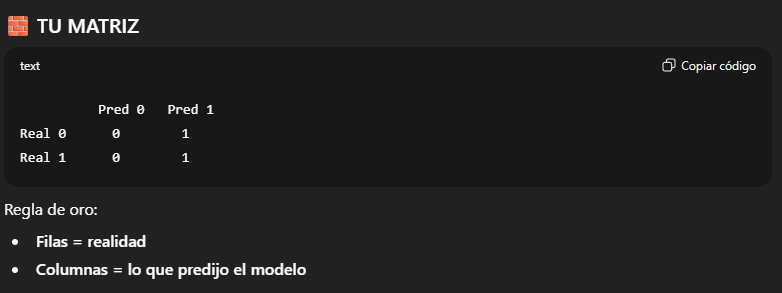 🧱 TU MATRIZ
text
Copiar código
Pred 0 Pred 1
Real 0 0 1
Real 1 0 1
Regla de oro:
• Filas = realidad
• Columnas = lo que predijo el modelo